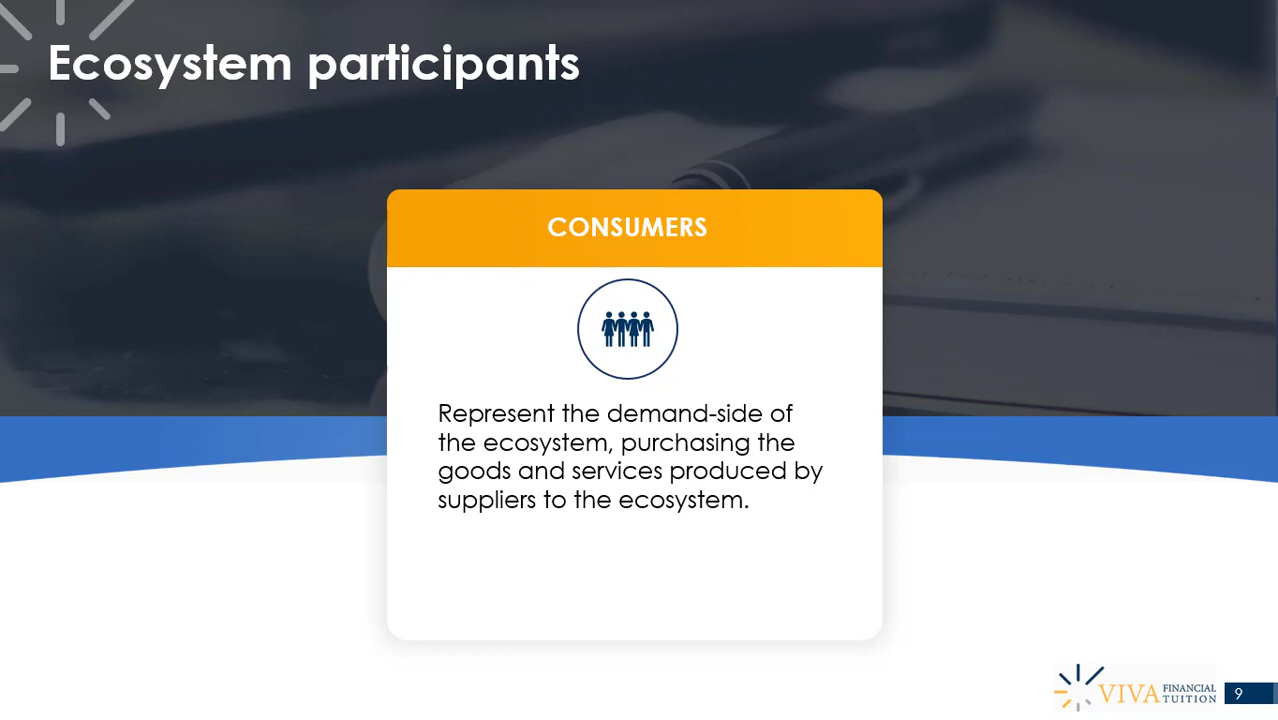 Ecosystem participants
CONSUMERS
Represent the demand-side of
the ecosystem, purchasing the
goods and services produced by
suppliers to the ecosystem.
VIVA FINANCIAL
TUITION
9